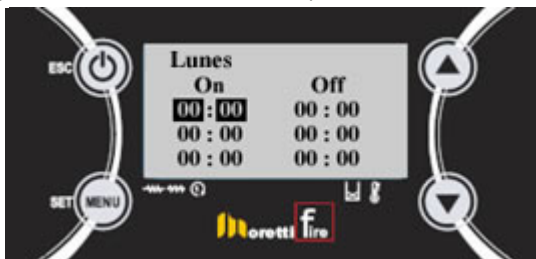 ESC
Lunes
On Off
00 : 00 00 : 00
00 : 00 00 : 00
00 : 00 00 : 00
SET MENU
Moretti fire